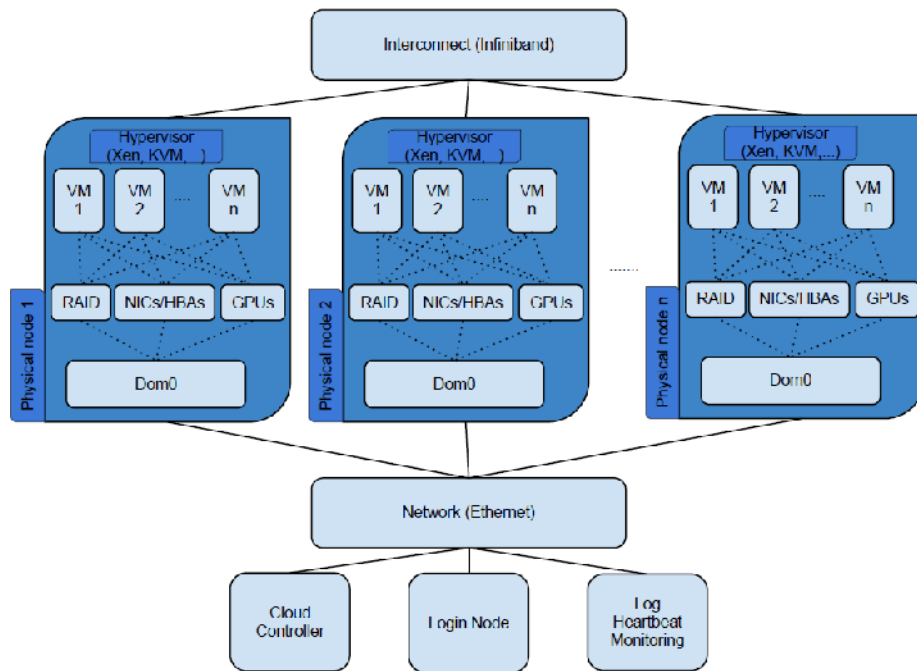 Interconnect (Infiniband)
Hypervisor
(Xen, KVM,...)
VM
1
VM
2
....
VM
n
RAID
NICs/HBAs
GPUs
Dom0
Physical node 1
Hypervisor
(Xen, KVM,...)
VM
1
VM
2
....
VM
n
RAID
NICs/HBAs
GPUs
Dom0
Physical node 2
.......
Hypervisor
(Xen, KVM,...)
VM
1
VM
2
....
VM
n
RAID
NICs/HBAs
GPUs
Dom0
Physical node n
Network (Ethernet)
Cloud
Controller
Login Node
Log
Heartbeat
Monitoring